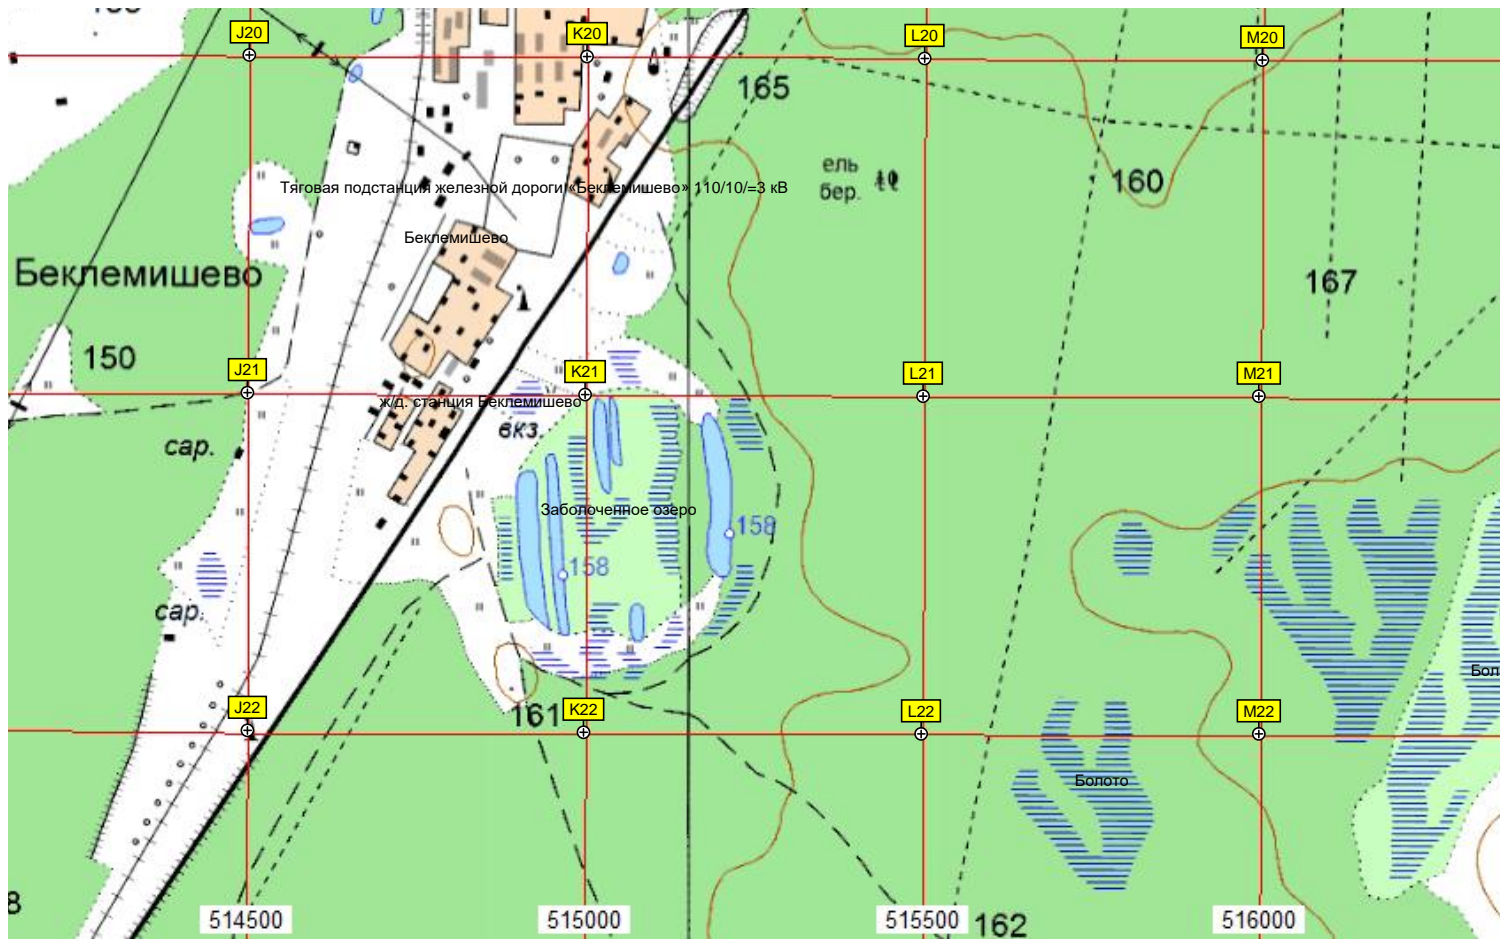 J20
K20
L20
M20
165
ель
бер.
160
Тяговая подстанция железной дороги «Беклемишево» 110/10/=3 кВ
Беклемишево
Беклемишево
167
150
J21
K21
L21
M21
ж/д. станция Беклемишево
вкз.
сар.
Заболоченное озеро
158
158
сар.
Бол
J22
K22
L22
M22
161
Болото
8
514500
515000
515500
516000
162